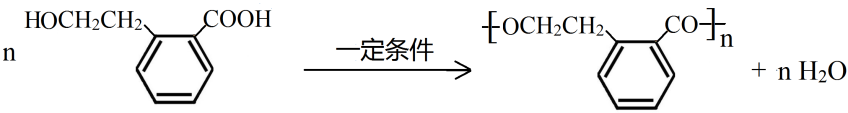 n HOCH₂CH₂ COOH 一定条件 [OCH₂CH₂ CO]n + n H₂O